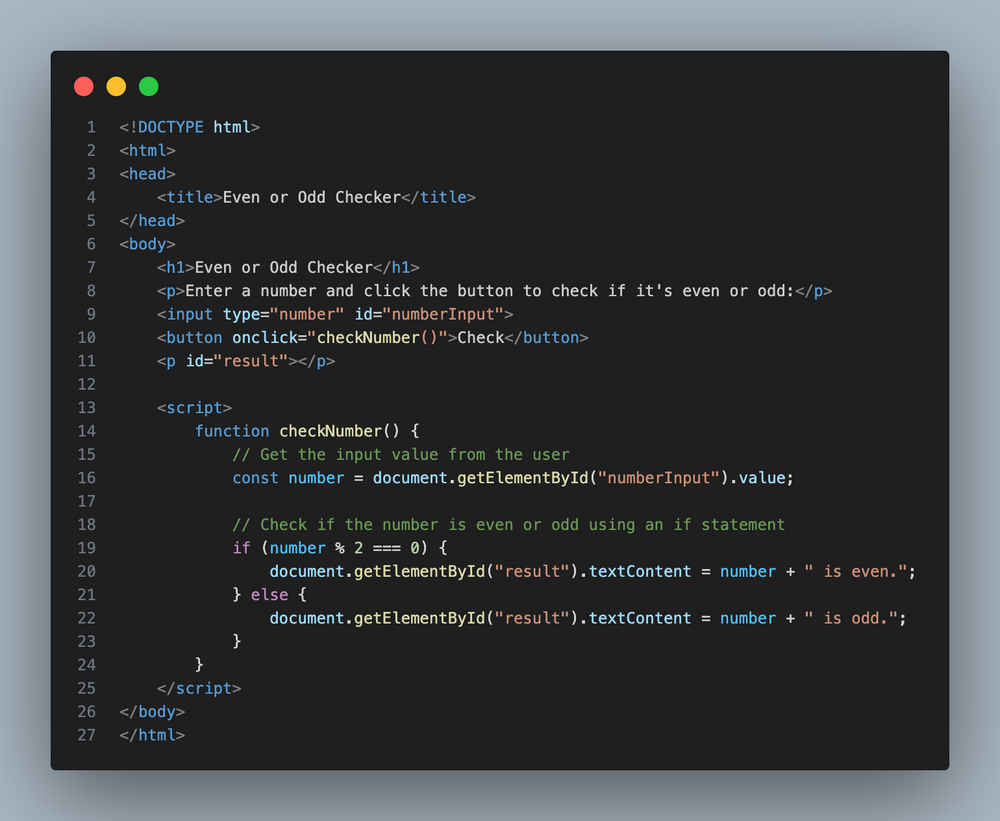 1 <!DOCTYPE html>
2 <html>
3 <head>
4     <title>Even or Odd Checker</title>
5 </head>
6 <body>
7     <h1>Even or Odd Checker</h1>
8     <p>Enter a number and click the button to check if it's even or odd:</p>
9     <input type="number" id="numberInput">
10     <button onclick="checkNumber()">Check</button>
11     <p id="result"></p>
12
13     <script>
14         function checkNumber() {
15             // Get the input value from the user
16             const number = document.getElementById("numberInput").value;
17
18             // Check if the number is even or odd using an if statement
19             if (number % 2 === 0) {
20                 document.getElementById("result").textContent = number + " is even.";
21             } else {
22                 document.getElementById("result").textContent = number + " is odd.";
23             }
24         }
25     </script>
26 </body>
27 </html>